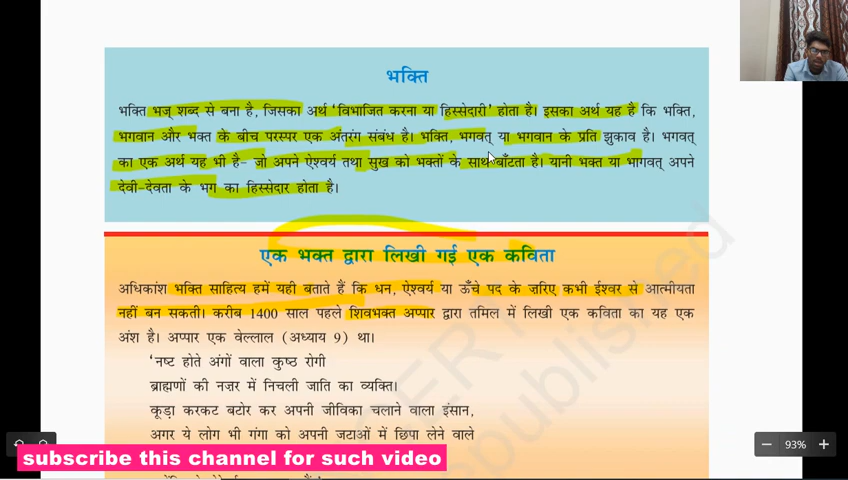 भक्ति
भक्ति भज् शब्द से बना है, जिसका अर्थ 'विभाजित करना या हिस्सेदारी' होता है। इसका अर्थ यह है कि भक्ति,
भगवान और भक्त के बीच परस्पर एक अंतरंग संबंध है। भक्ति, भगवत् या भगवान के प्रति झुकाव है। भगवत्
का एक अर्थ यह भी है- जो अपने ऐश्वर्य तथा सुख को भक्तों के साथ बाँटता है। यानी भक्त या भागवत् अपने
देवी-देवता के भग का हिस्सेदार होता है।
एक भक्त द्वारा लिखी गई एक कविता
अधिकांश भक्ति साहित्य हमें यही बताते हैं कि धन, ऐश्वर्य या ऊँचे पद के ज़रिए कभी ईश्वर से आत्मीयता
नहीं बन सकती। करीब 1400 साल पहले शिवभक्त अप्पार द्वारा तमिल में लिखी एक कविता का यह एक
अंश है। अप्पार एक वेल्लाल (अध्याय 9) था।
'नष्ट होते अंगों वाला कुष्ठ रोगी
ब्राह्मणों की नज़र में निचली जाति का व्यक्ति।
कूड़ा करकट बटोर कर अपनी जीविका चलाने वाला इंसान,
अगर ये लोग भी गंगा को अपनी जटाओं में छिपा लेने वाले
93%
subscribe this channel for such video